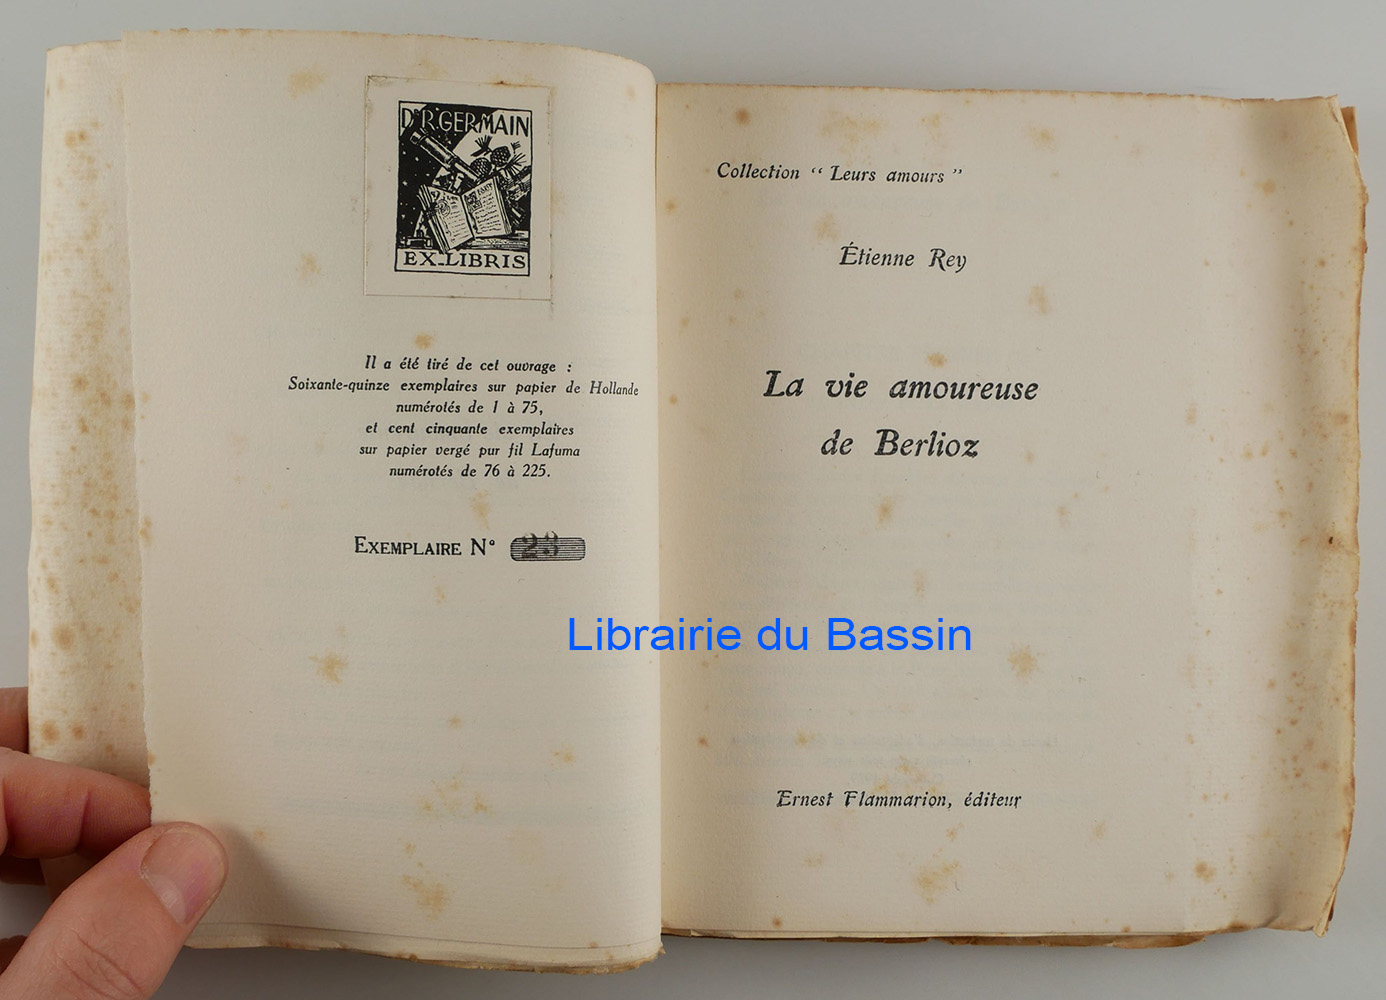 Dr R. GERMAIN
EX-LIBRIS
Il a été tiré de cet ouvrage :
Soixante-quinze exemplaires sur papier de Hollande
numérotés de 1 à 75,
et cent cinquante exemplaires
sur papier vergé pur fil Lafuma
numérotés de 76 à 225.
EXEMPLAIRE N° 23
Collection “ Leurs amours ”
Étienne Rey
La vie amoureuse
de Berlioz
Librairie du Bassin
Ernest Flammarion, éditeur